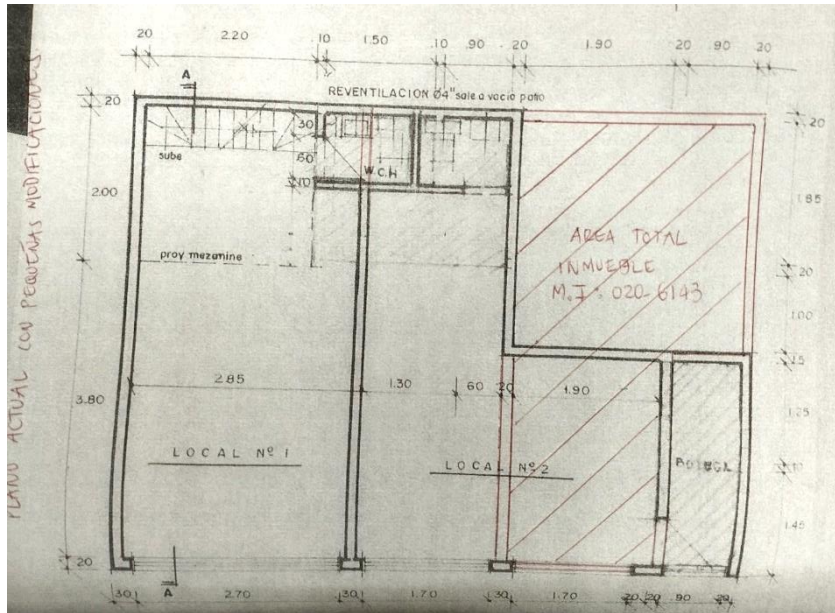 20 2.20 .10 1.50 .10 .90 .20 1.90 .20 .90 20
A
REVENTILACION Ø4" sale a vacio patio
20
.20
30
sube
.60
W.C.H
.10
2.00
1.85
AREA TOTAL
INMUEBLE
M.I: 020-6143
proy mezanine
.20
1.00
.25
2.85 1.30 .60 .20 1.90
3.80
1.25
LOCAL Nº 1
LOCAL Nº 2
BODEGA
.10
1.45
20
A
.30 2.70 .30 1.70 .30 1.70 .20 .20 .90 .20
PLANO ACTUAL CON PEQUEÑAS MODIFICACIONES